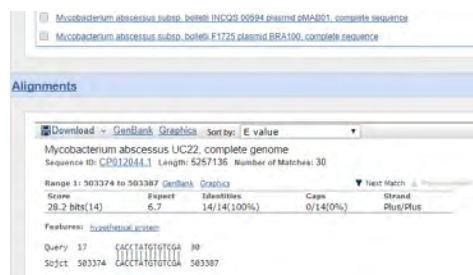 Mycobacterium abscessus subsp. bolletii INCQS 00594 plasmid pMAB01, complete sequence
Mycobacterium abscessus subsp. bolletii F1725 plasmid BRA100, complete sequence
Alignments
Download GenBank Graphics Sort by: E value
Mycobacterium abscessus UC22, complete genome
Sequence ID: CP012044.1 Length: 5257136 Number of Matches: 30
Range 1: 503374 to 503387 GenBank Graphics Next Match
Score Expect Identities Gaps Strand
28.2 bits(14) 6.7 14/14(100%) 0/14(0%) Plus/Plus
Features: hypothetical protein
Query 17 CACCTATGTGTCGA 30
Sbjct 503374 CACCTATGTGTCGA 503387